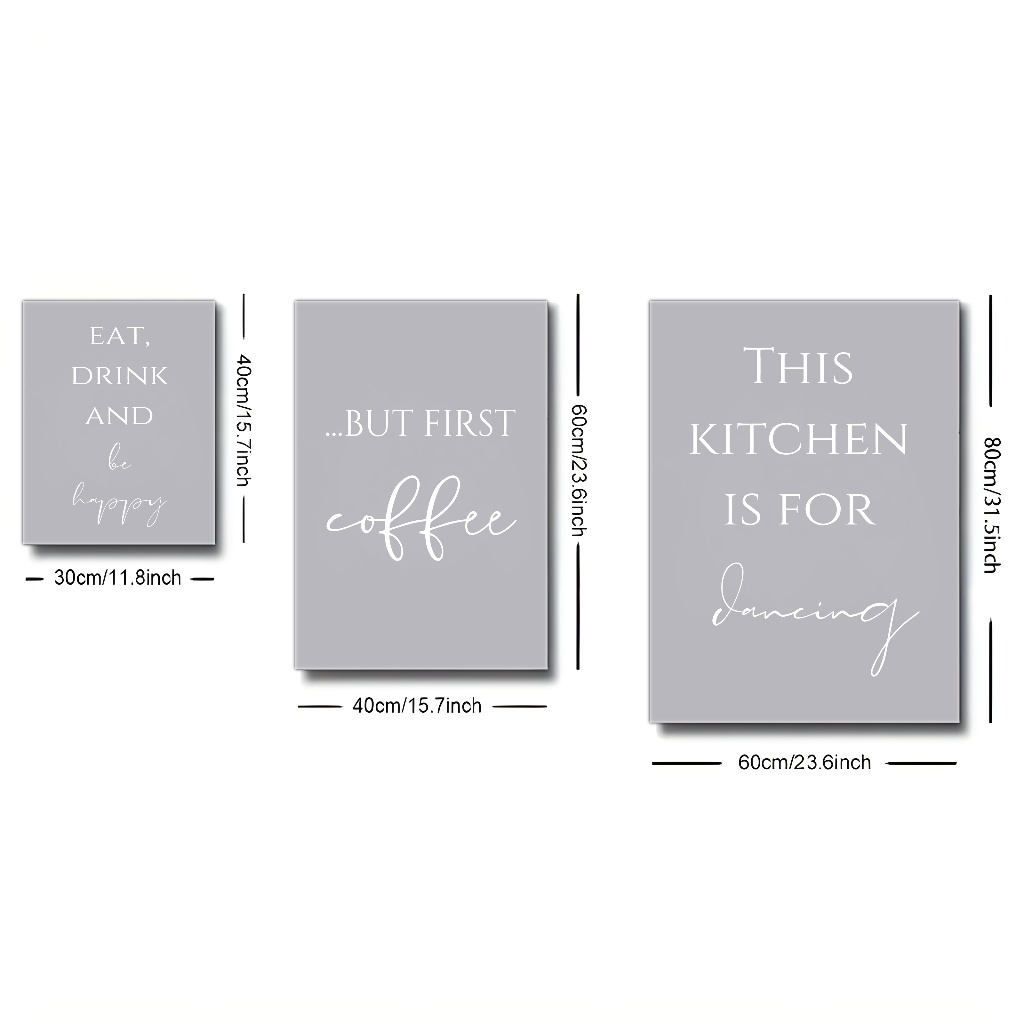 EAT,
DRINK
AND
be
happy
40cm/15.7inch
30cm/11.8inch
...BUT FIRST
coffee
60cm/23.6inch
40cm/15.7inch
THIS
KITCHEN
IS FOR
dancing
80cm/31.5inch
60cm/23.6inch